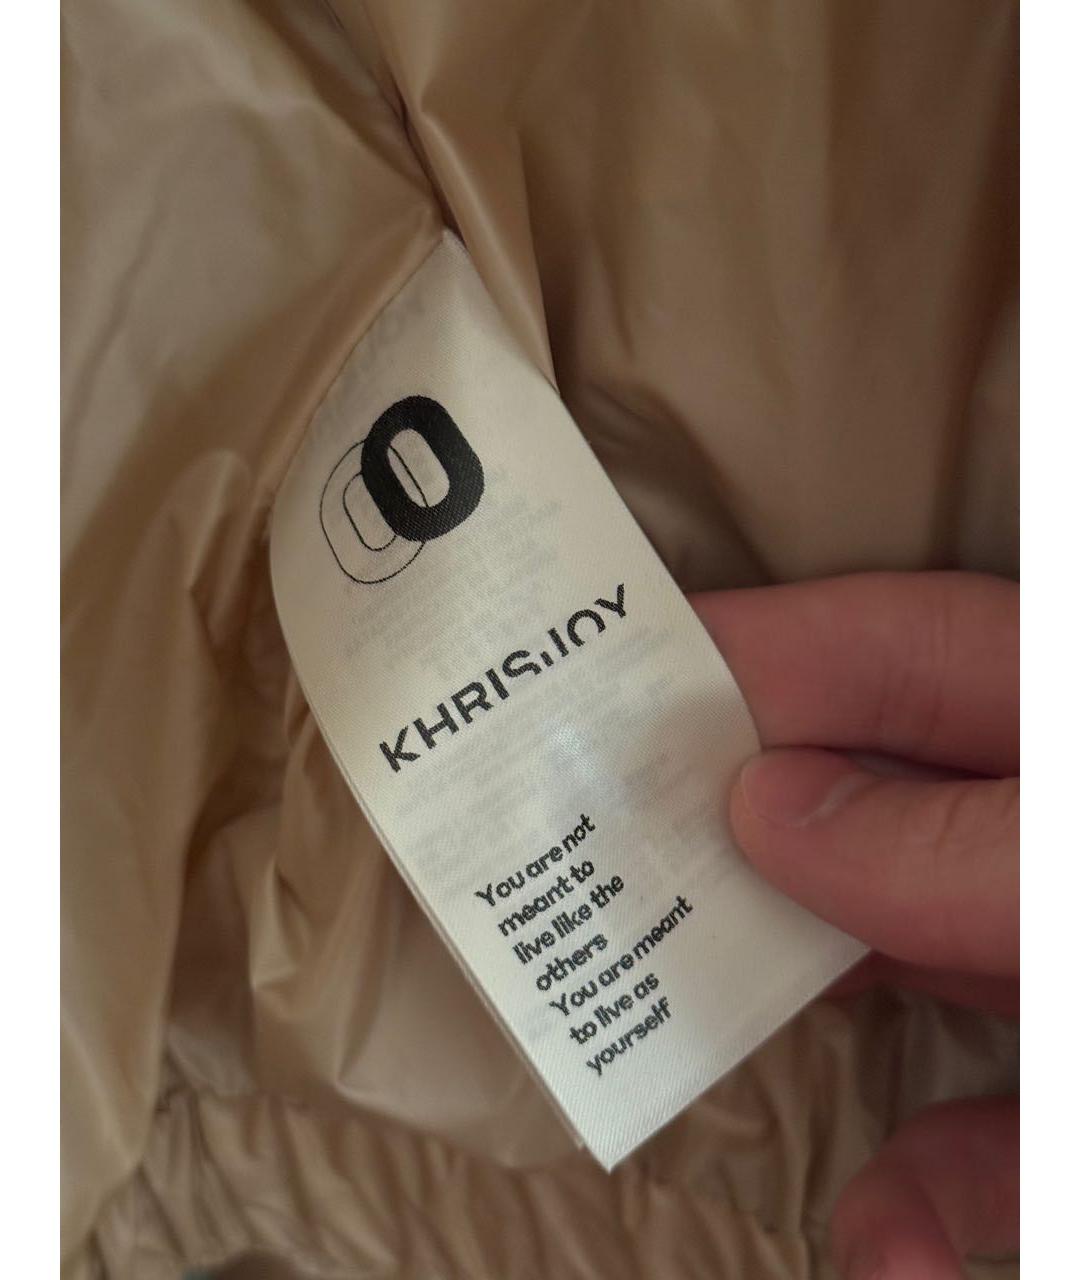 KHRISJOY
You are not
meant to
live like the
others
You are meant
to live as
yourself